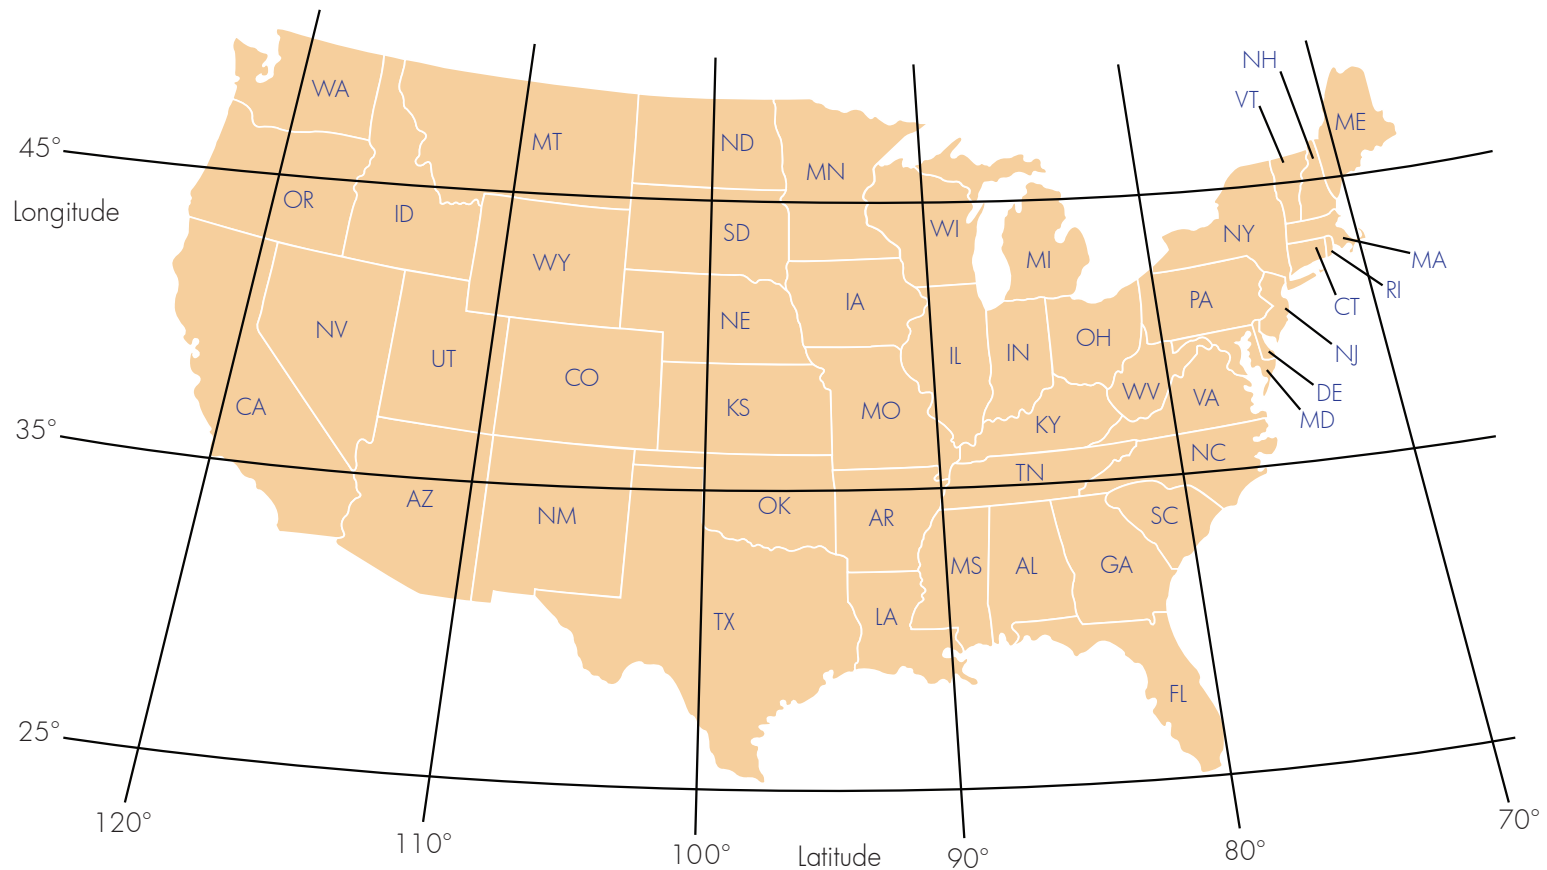 NH
WA
VT
ME
MT
ND
45°
MN
OR
Longitude
ID
SD
WI
NY
WY
MI
MA
RI
IA
PA
CT
NV
NE
OH
UT
IL
IN
NJ
CO
WV
DE
CA
KS
MO
VA
MD
KY
35°
NC
TN
AZ
OK
NM
AR
SC
MS
AL
GA
TX
LA
FL
25°
120°
110°
100°
Latitude
90°
80°
70°